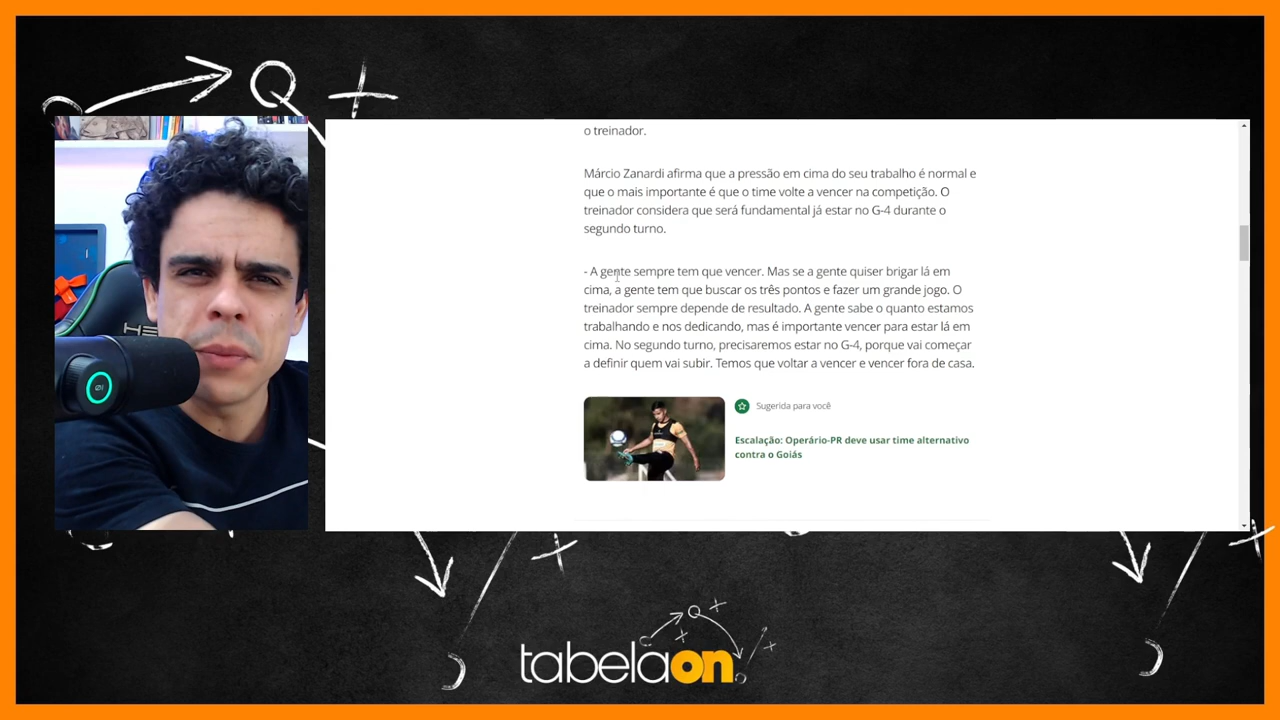 o treinador.
Márcio Zanardi afirma que a pressão em cima do seu trabalho é normal e
que o mais importante é que o time volte a vencer na competição. O
treinador considera que será fundamental já estar no G-4 durante o
segundo turno.
- A gente sempre tem que vencer. Mas se a gente quiser brigar lá em
cima, a gente tem que buscar os três pontos e fazer um grande jogo. O
treinador sempre depende de resultado. A gente sabe o quanto estamos
trabalhando e nos dedicando, mas é importante vencer para estar lá em
cima. No segundo turno, precisaremos estar no G-4, porque vai começar
a definir quem vai subir. Temos que voltar a vencer e vencer fora de casa.
Sugerida para você
Escalação: Operário-PR deve usar time alternativo
contra o Goiás
tabelaon